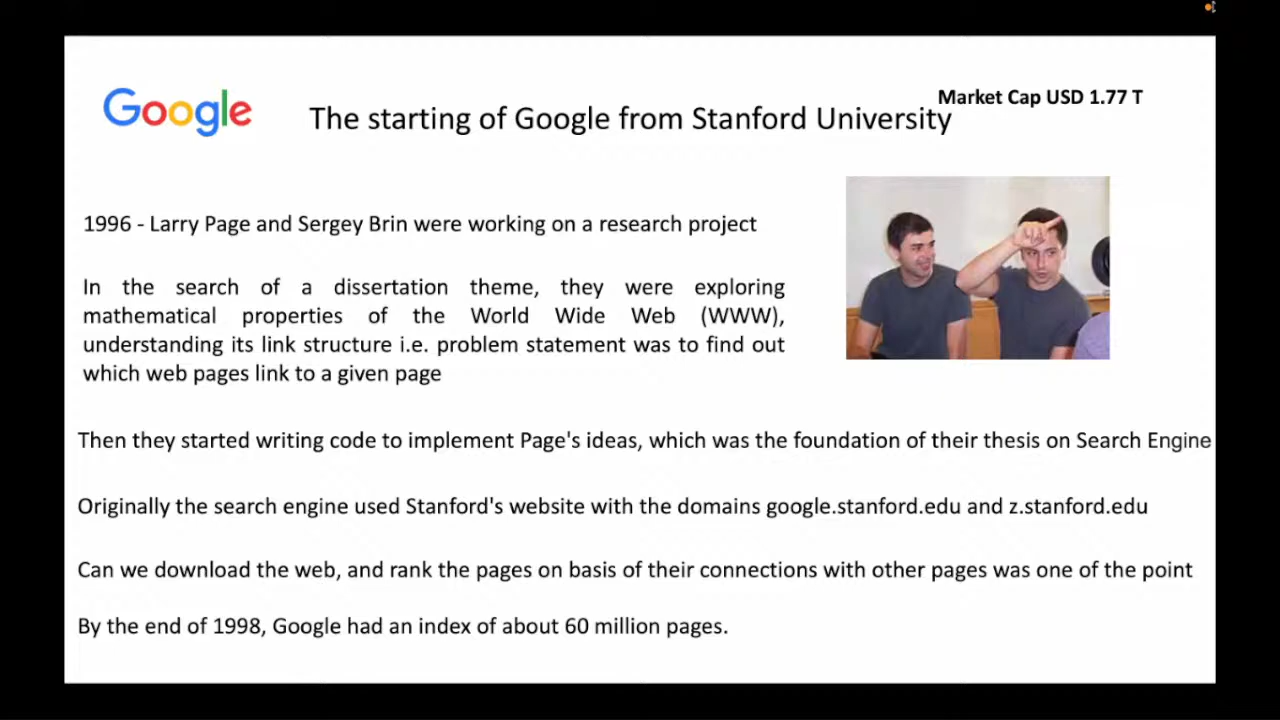 Google
The starting of Google from Stanford University
Market Cap USD 1.77 T
1996 - Larry Page and Sergey Brin were working on a research project
In the search of a dissertation theme, they were exploring
mathematical properties of the World Wide Web (WWW),
understanding its link structure i.e. problem statement was to find out
which web pages link to a given page
Then they started writing code to implement Page's ideas, which was the foundation of their thesis on Search Engine
Originally the search engine used Stanford's website with the domains google.stanford.edu and z.stanford.edu
Can we download the web, and rank the pages on basis of their connections with other pages was one of the point
By the end of 1998, Google had an index of about 60 million pages.